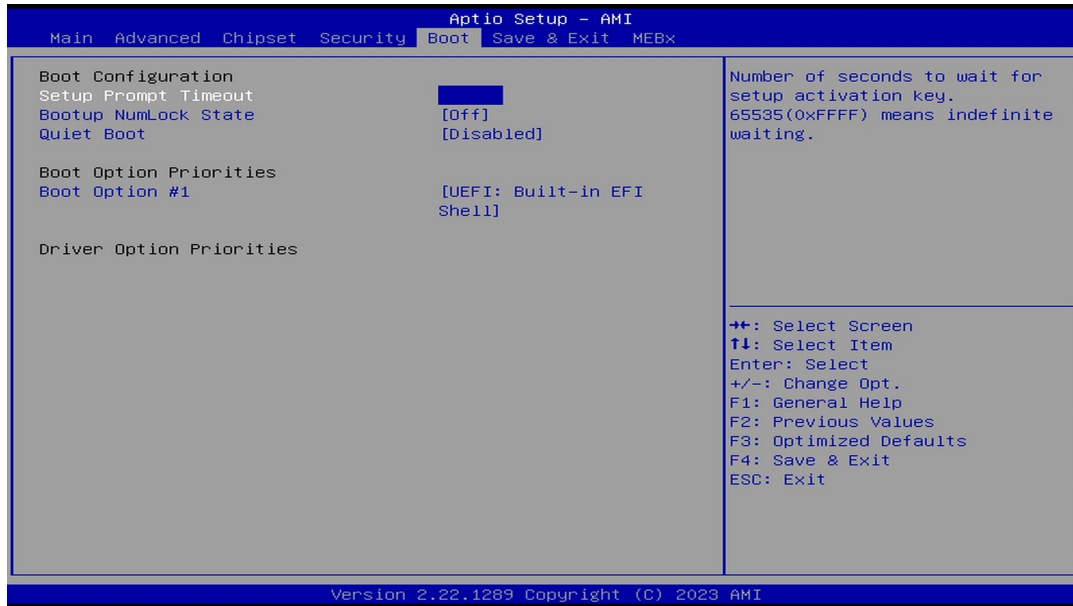 Aptio Setup – AMI
Main Advanced Chipset Security Boot Save & Exit MEBx
Boot Configuration
Setup Prompt Timeout
Bootup NumLock State [Off]
Quiet Boot [Disabled]
Boot Option Priorities
Boot Option #1 [UEFI: Built-in EFI
Shell]
Driver Option Priorities
Number of seconds to wait for
setup activation key.
65535(0xFFFF) means indefinite
waiting.
→←: Select Screen
↑↓: Select Item
Enter: Select
+/-: Change Opt.
F1: General Help
F2: Previous Values
F3: Optimized Defaults
F4: Save & Exit
ESC: Exit
Version 2.22.1289 Copyright (C) 2023 AMI